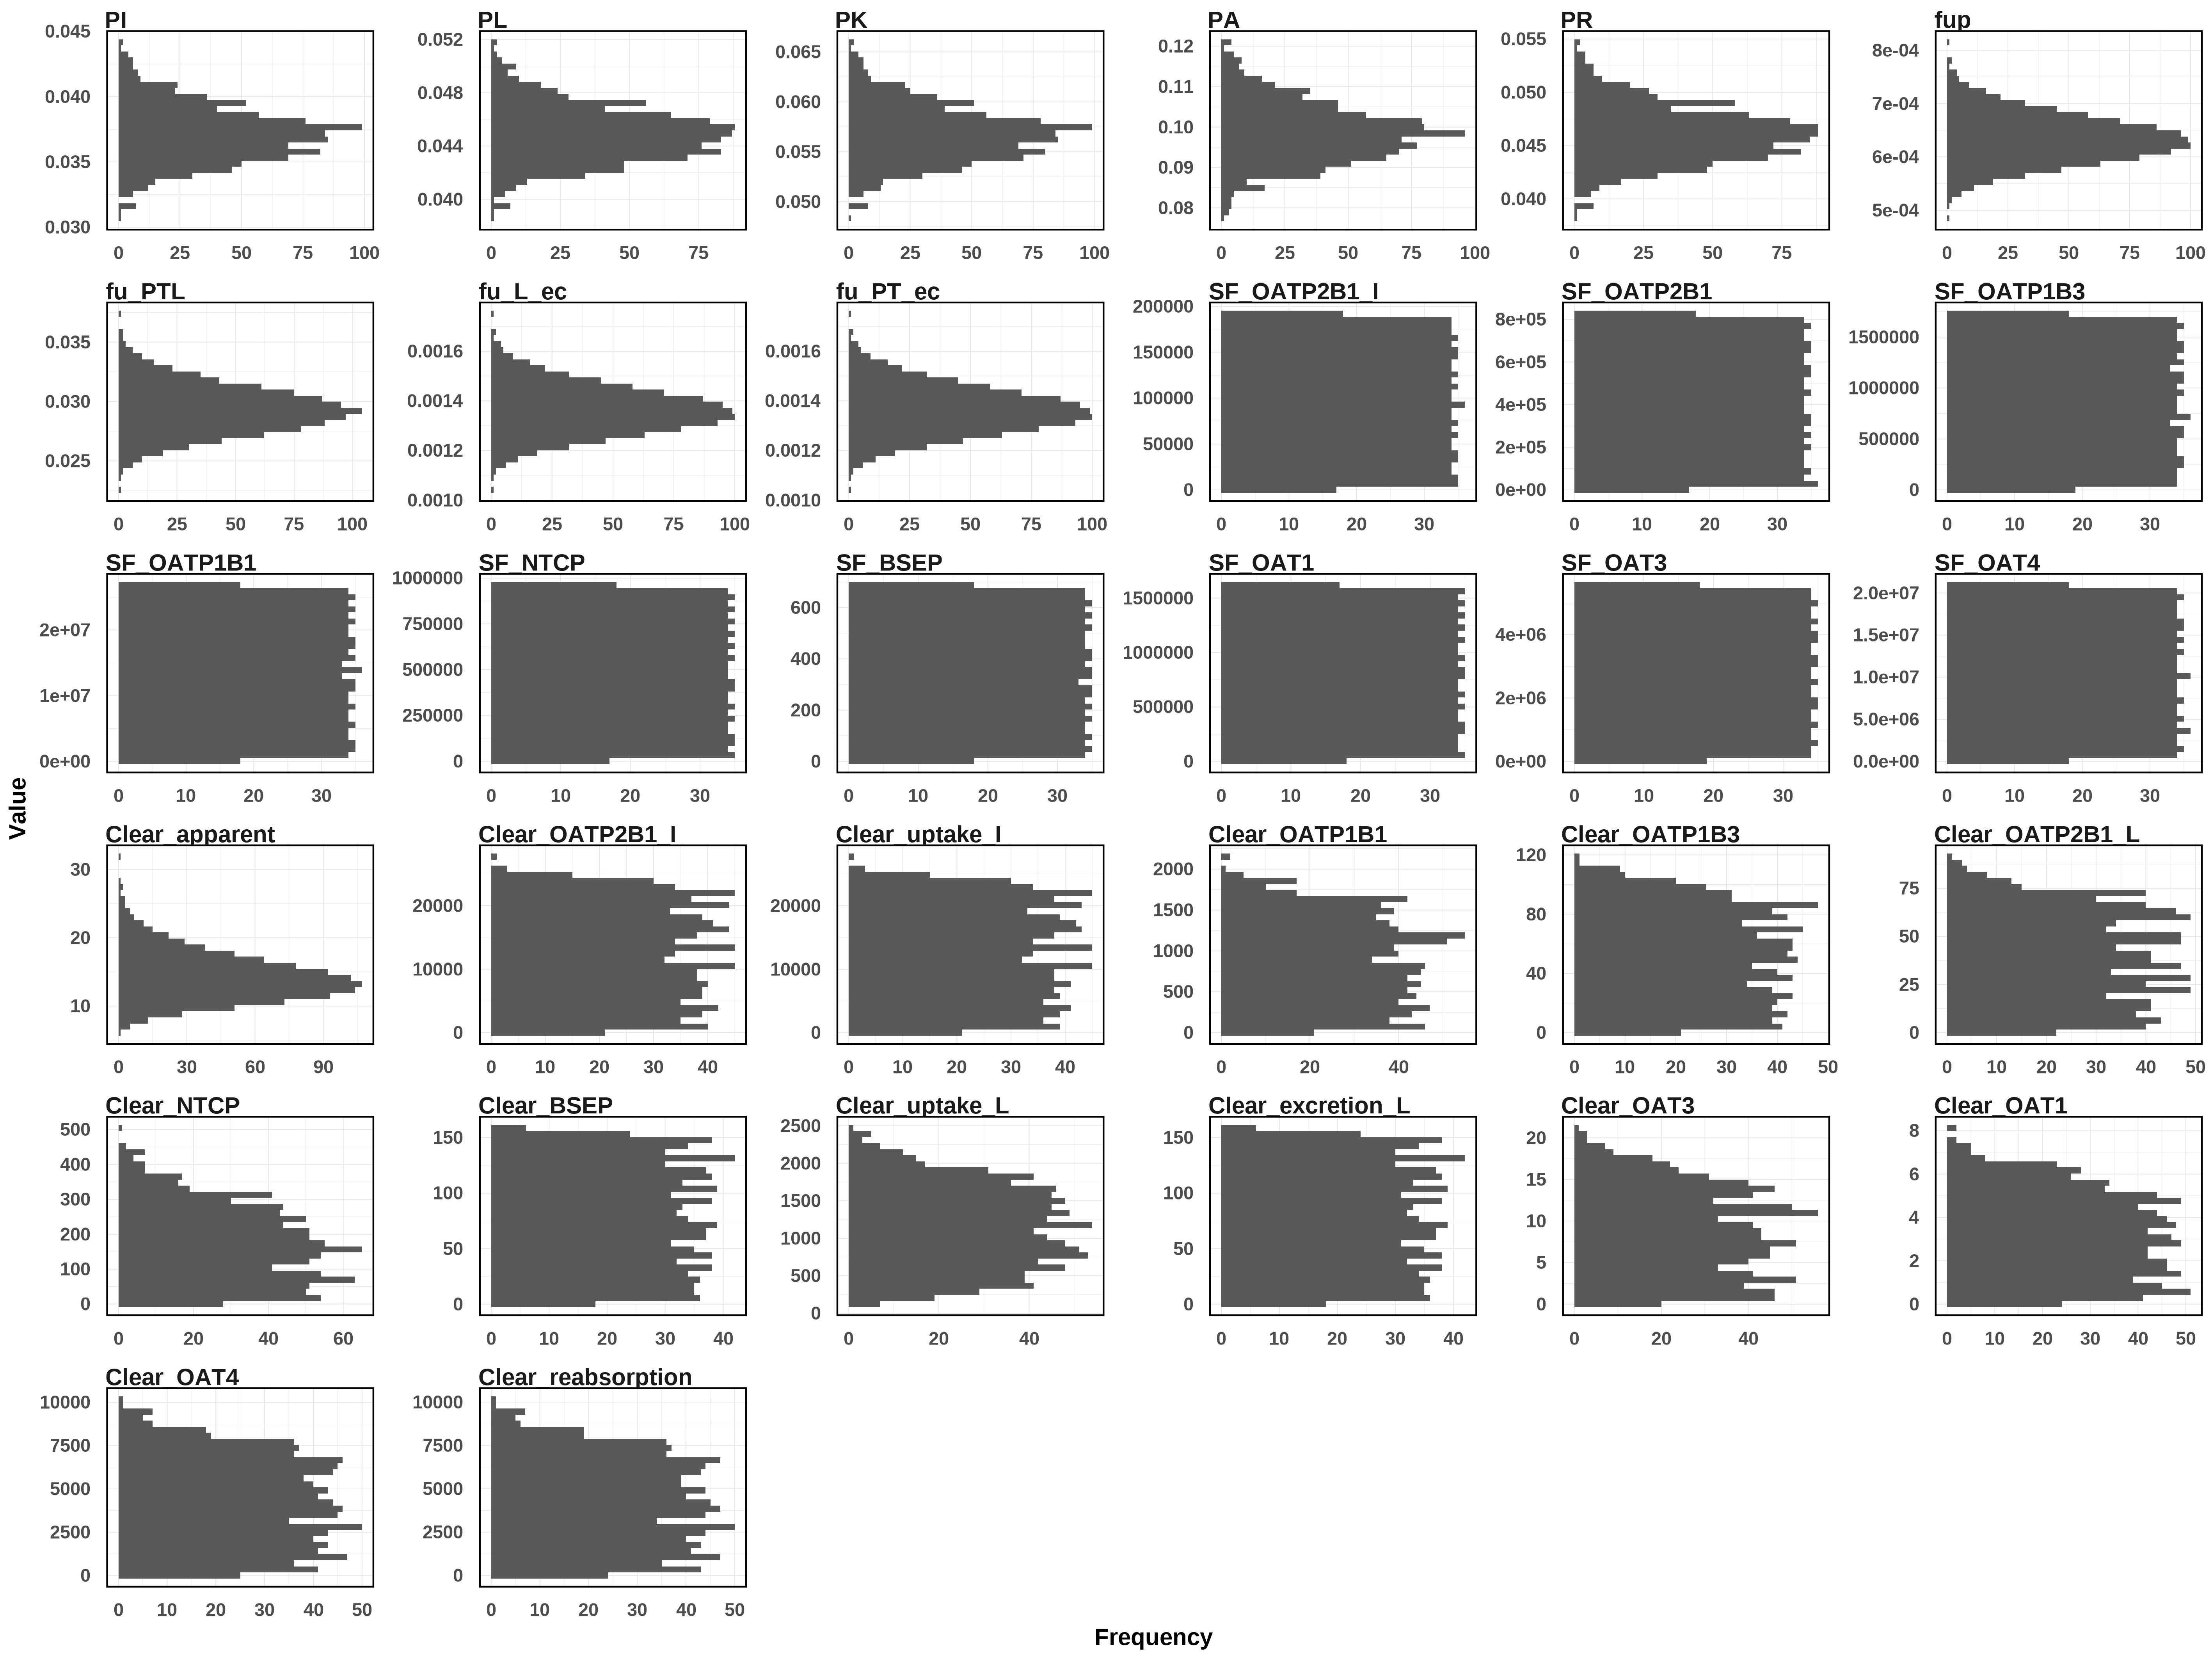 PI PL PK PA PR fup
0.045 0.052 0.065 0.12 0.055 8e-04
0.040 0.048 0.060 0.11 0.050 7e-04
0.035 0.044 0.055 0.10 0.045 6e-04
0.030 0.040 0.050 0.09 0.040 5e-04
0.08
0 25 50 75 100 0 25 50 75 0 25 50 75 100 0 25 50 75 100 0 25 50 75 0 25 50 75 100
fu_PTL fu_L_ec fu_PT_ec SF_OATP2B1_I SF_OATP2B1 SF_OATP1B3
0.035 0.0016 0.0016 200000 8e+05 1500000
0.030 0.0014 0.0014 150000 6e+05 1000000
0.025 0.0012 0.0012 100000 4e+05 500000
0.0010 0.0010 50000 2e+05 0
0 0e+00
0 25 50 75 100 0 25 50 75 100 0 25 50 75 100 0 10 20 30 0 10 20 30 0 10 20 30
SF_OATP1B1 SF_NTCP SF_BSEP SF_OAT1 SF_OAT3 SF_OAT4
2e+07 1000000 600 1500000 4e+06 2.0e+07
1e+07 750000 400 1000000 2e+06 1.5e+07
0e+00 500000 200 500000 0e+00 1.0e+07
250000 0 0 5.0e+06
0 0.0e+00
0 10 20 30 0 10 20 30 0 10 20 30 0 10 20 30 0 10 20 30 0 10 20 30
Value
Clear_apparent Clear_OATP2B1_I Clear_uptake_I Clear_OATP1B1 Clear_OATP1B3 Clear_OATP2B1_L
30 20000 20000 2000 120 75
20 10000 10000 1500 80 50
10 0 0 1000 40 25
500 0 0
0
0 30 60 90 0 10 20 30 40 0 10 20 30 40 0 20 40 0 10 20 30 40 50 0 10 20 30 40 50
Clear_NTCP Clear_BSEP Clear_uptake_L Clear_excretion_L Clear_OAT3 Clear_OAT1
500 150 2500 150 20 8
400 100 2000 100 15 6
300 50 1500 50 10 4
200 0 1000 0 5 2
100 500 0 0
0 0
0 20 40 60 0 10 20 30 40 0 20 40 0 10 20 30 40 0 20 40 0 10 20 30 40 50
Clear_OAT4 Clear_reabsorption
10000 10000
7500 7500
5000 5000
2500 2500
0 0
0 10 20 30 40 50 0 10 20 30 40 50
Frequency